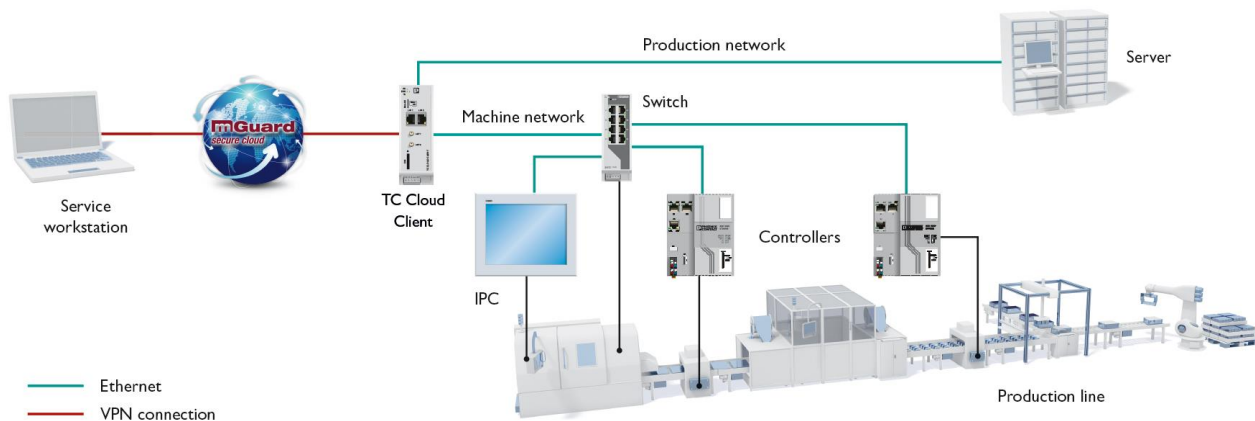 Production network
Server
Switch
Machine network
mGuard
secure cloud
TC Cloud
Client
Service
workstation
Controllers
IPC
Ethernet
VPN connection
Production line